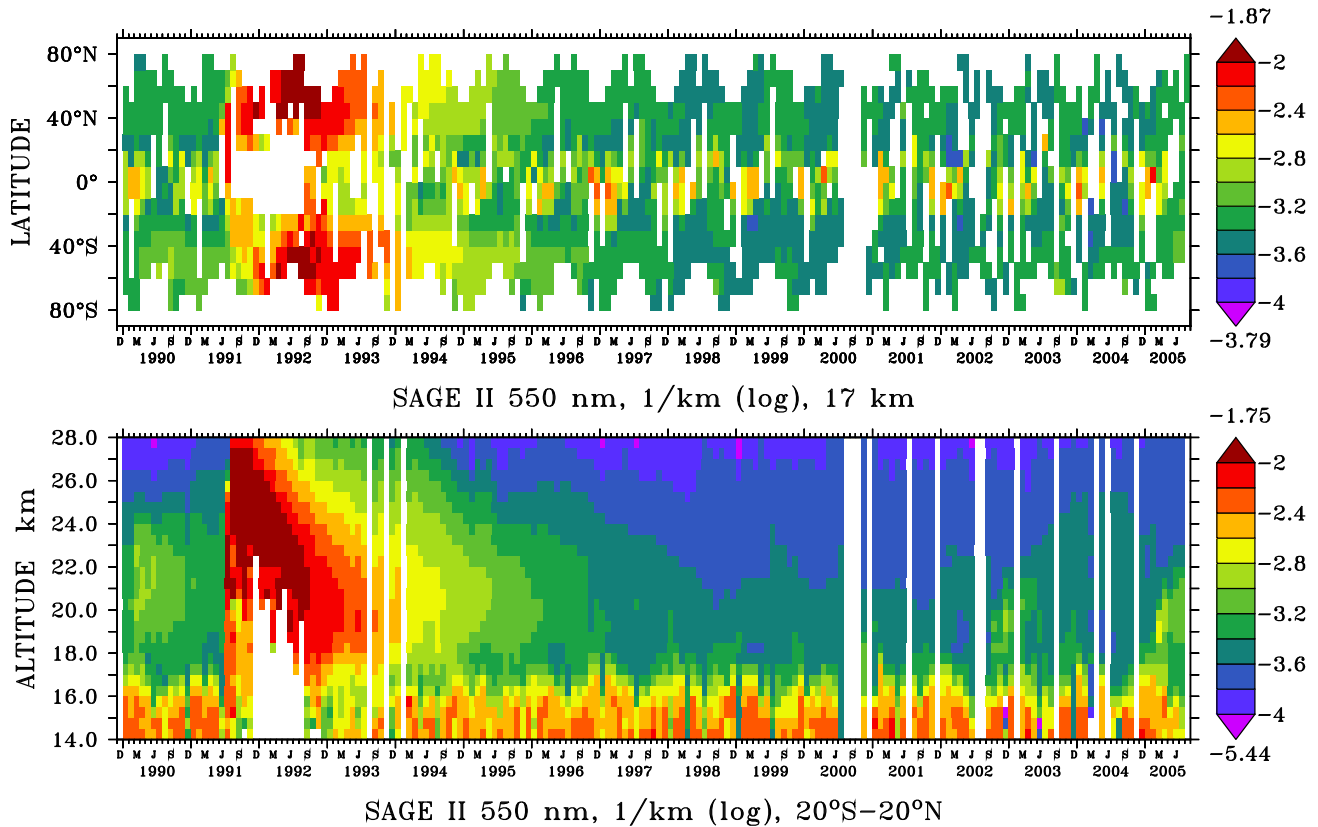 −1.87
80°N
40°N
0°
40°S
80°S
LATITUDE
−2
−2.4
−2.8
−3.2
−3.6
−4
−3.79
D M J S D M J S D M J S D M J S D M J S D M J S D M J S D M J S D M J S D M J S D M J S D M J S D M J S D M J S D M J S D M J
1990 1991 1992 1993 1994 1995 1996 1997 1998 1999 2000 2001 2002 2003 2004 2005
SAGE II 550 nm, 1/km (log), 17 km
−1.75
28.0
26.0
24.0
22.0
20.0
18.0
16.0
14.0
ALTITUDE km
−2
−2.4
−2.8
−3.2
−3.6
−4
−5.44
D M J S D M J S D M J S D M J S D M J S D M J S D M J S D M J S D M J S D M J S D M J S D M J S D M J S D M J S D M J S D M J
1990 1991 1992 1993 1994 1995 1996 1997 1998 1999 2000 2001 2002 2003 2004 2005
SAGE II 550 nm, 1/km (log), 20°S−20°N